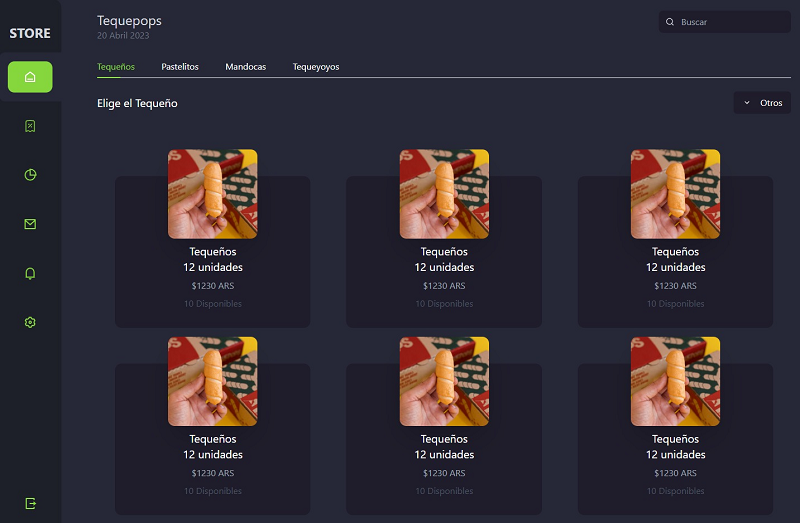 STORE
Tequepops
20 Abril 2023
Buscar
Tequeños
Pastelitos
Mandocas
Tequeyoyos
Elige el Tequeño
Otros
Tequeños
12 unidades
$1230 ARS
10 Disponibles
Tequeños
12 unidades
$1230 ARS
10 Disponibles
Tequeños
12 unidades
$1230 ARS
10 Disponibles
Tequeños
12 unidades
$1230 ARS
10 Disponibles
Tequeños
12 unidades
$1230 ARS
10 Disponibles
Tequeños
12 unidades
$1230 ARS
10 Disponibles